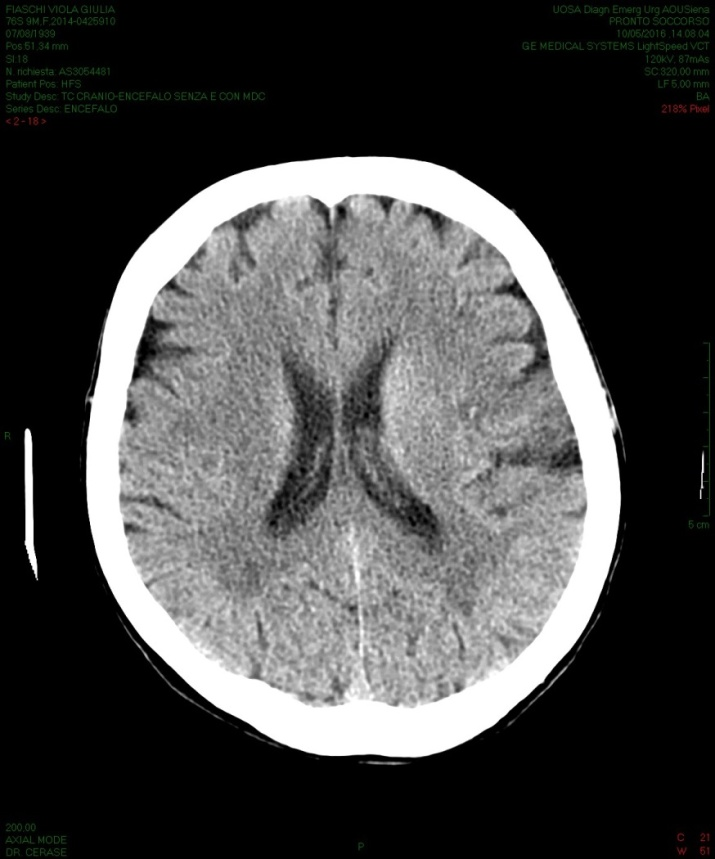 FIASCHI VIOLA GIULIA
76S 9M,F,2014-0425910
07/08/1939
Pos 51.34 mm
Sl:18
N. richiesta: AS3054481
Patient Pos: HFS
Study Desc: TC CRANIO-ENCEFALO SENZA E CON MDC
Series Desc: ENCEFALO
< 2 - 18 >
UOSA Diagn Emerg Urg AOUSiena
PRONTO SOCCORSO
10/05/2016 ,14:08:04
GE MEDICAL SYSTEMS LightSpeed VCT
120kV; 87mAs
SC 320,00 mm
LF 5,00 mm
BA
218% Pixel
R
5 cm
200,00
AXIAL MODE
DR. CERASE
P
C 21
W 51